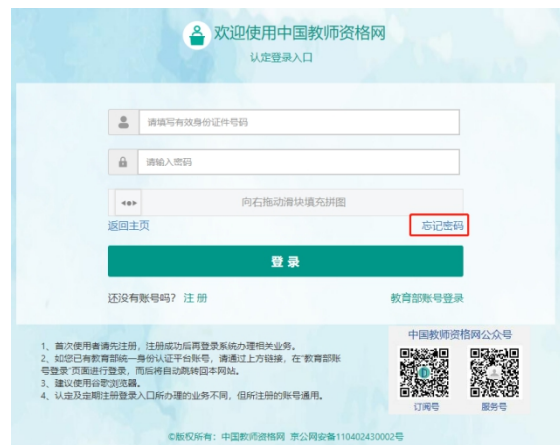 欢迎使用中国教师资格网
认定登录入口
请填写有效身份证件号码
请输入密码
向右拖动滑块填充拼图
返回主页 忘记密码
登 录
还没有账号吗？ 注 册 教育部账号登录
中国教师资格网公众号
1、首次使用者请先注册，注册成功后再登录系统办理相关业务。
2、如您已有教育部统一身份认证平台账号，请通过上方链接，在“教育部账
号登录”页面进行登录，而后将自动跳转回本网站。
3、建议使用谷歌浏览器。
4、认定及定期注册登录入口所办理的业务不同，但所注册的账号通用。
订阅号 服务号
©版权所有：中国教师资格网 京公网安备110402430002号